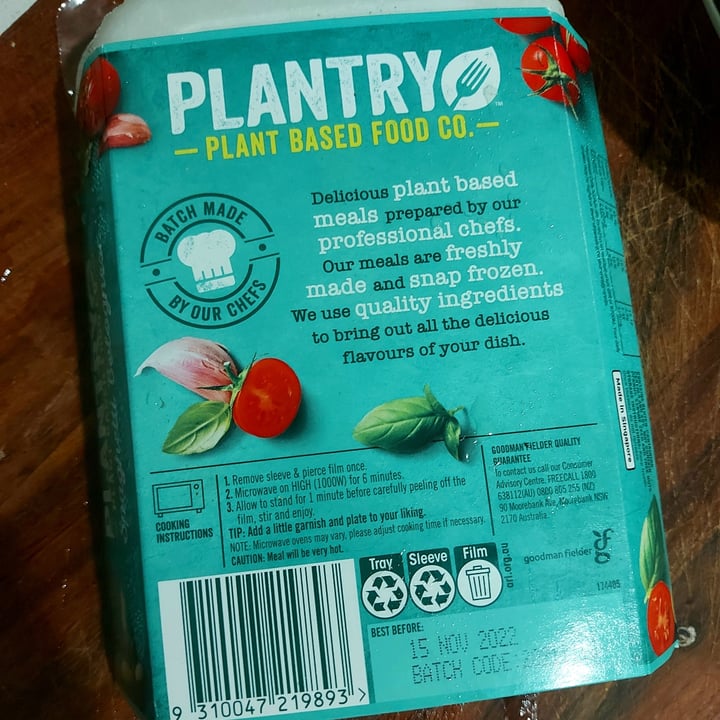 PLANTRY
TM
— PLANT BASED FOOD CO. —
BATCH MADE
BY OUR CHEFS
Delicious plant based
meals prepared by our
professional chefs.
Our meals are freshly
made and snap frozen.
We use quality ingredients
to bring out all the delicious
flavours of your dish.
COOKING
INSTRUCTIONS
1. Remove sleeve & pierce film once.
2. Microwave on HIGH (1000W) for 6 minutes.
3. Allow to stand for 1 minute before carefully peeling off the
film, stir and enjoy.
TIP: Add a little garnish and plate to your liking.
NOTE: Microwave ovens may vary, please adjust cooking time if necessary.
CAUTION: Meal will be very hot.
GOODMAN FIELDER QUALITY
GUARANTEE
To contact us call our Consumer
Advisory Centre, FREECALL 1800
638112(AU) 0800 805 255 (NZ)
90 Moorebank Ave, Moorebank NSW
2170 Australia.
goodman fielder
gf
174485
Made in Singapore
Tray
Sleeve
Film
arl.org.au
BEST BEFORE:
15 NOV 2022
BATCH CODE:
9 310047 219893 >